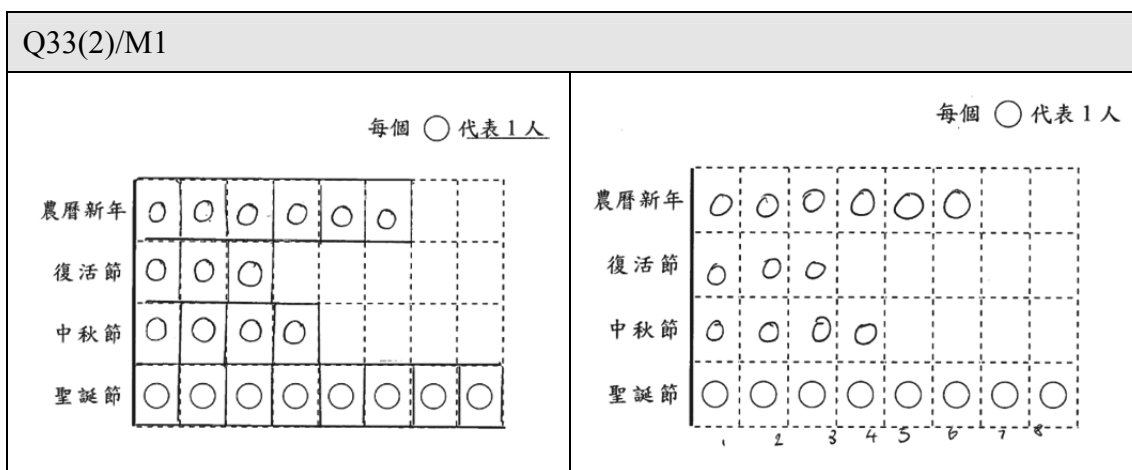 Q33(2)/M1
每個 ○ 代表 1 人
農曆新年
復活節
中秋節
聖誕節
每個 ○ 代表 1 人
農曆新年
復活節
中秋節
聖誕節
1 2 3 4 5 6 7 8